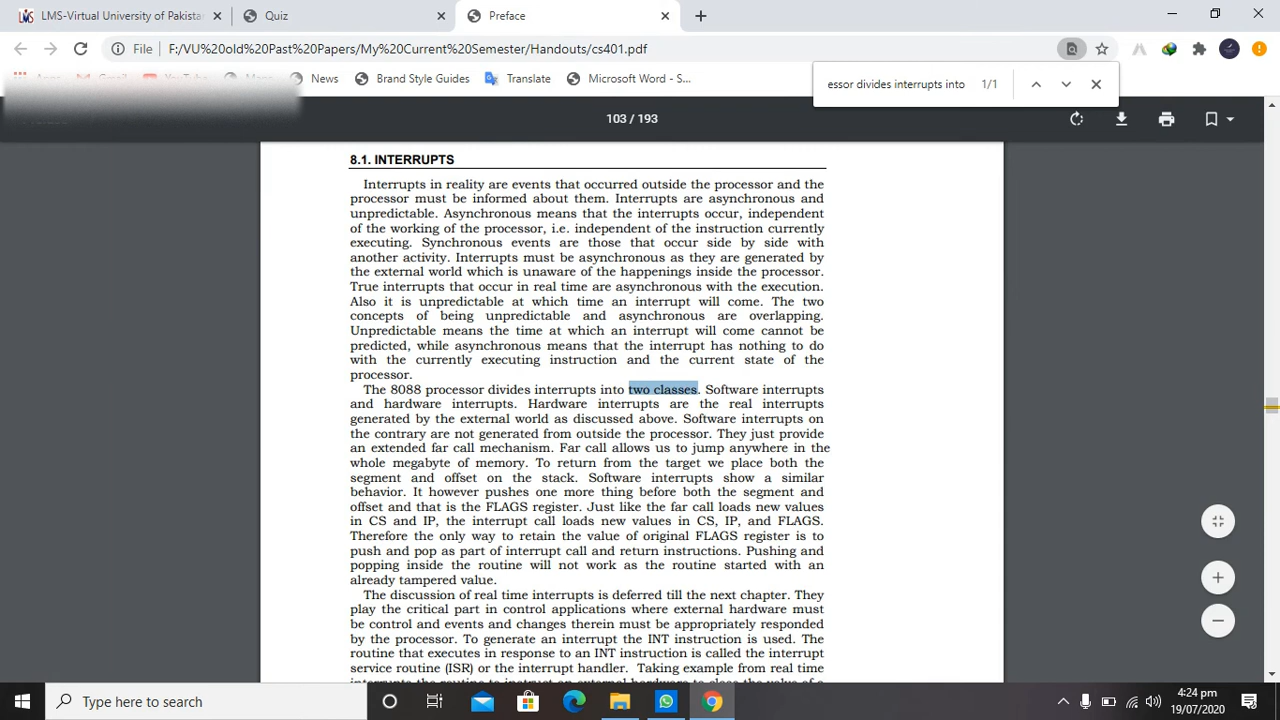 LMS-Virtual University of Pakistan
Quiz
Preface
File
F:/VU%20old%20Past%20Papers/My%20Current%20Semester/Handouts/cs401.pdf
News
Brand Style Guides
Translate
Microsoft Word - S...
essor divides interrupts into
1/1
103 / 193
8.1. INTERRUPTS
Interrupts in reality are events that occurred outside the processor and the
processor must be informed about them. Interrupts are asynchronous and
unpredictable. Asynchronous means that the interrupts occur, independent
of the working of the processor, i.e. independent of the instruction currently
executing. Synchronous events are those that occur side by side with
another activity. Interrupts must be asynchronous as they are generated by
the external world which is unaware of the happenings inside the processor.
True interrupts that occur in real time are asynchronous with the execution.
Also it is unpredictable at which time an interrupt will come. The two
concepts of being unpredictable and asynchronous are overlapping.
Unpredictable means the time at which an interrupt will come cannot be
predicted, while asynchronous means that the interrupt has nothing to do
with the currently executing instruction and the current state of the
processor.
The 8088 processor divides interrupts into two classes. Software interrupts
and hardware interrupts. Hardware interrupts are the real interrupts
generated by the external world as discussed above. Software interrupts on
the contrary are not generated from outside the processor. They just provide
an extended far call mechanism. Far call allows us to jump anywhere in the
whole megabyte of memory. To return from the target we place both the
segment and offset on the stack. Software interrupts show a similar
behavior. It however pushes one more thing before both the segment and
offset and that is the FLAGS register. Just like the far call loads new values
in CS and IP, the interrupt call loads new values in CS, IP, and FLAGS.
Therefore the only way to retain the value of original FLAGS register is to
push and pop as part of interrupt call and return instructions. Pushing and
popping inside the routine will not work as the routine started with an
already tampered value.
The discussion of real time interrupts is deferred till the next chapter. They
play the critical part in control applications where external hardware must
be control and events and changes therein must be appropriately responded
by the processor. To generate an interrupt the INT instruction is used. The
routine that executes in response to an INT instruction is called the interrupt
service routine (ISR) or the interrupt handler. Taking example from real time
Type here to search
4:24 pm
19/07/2020